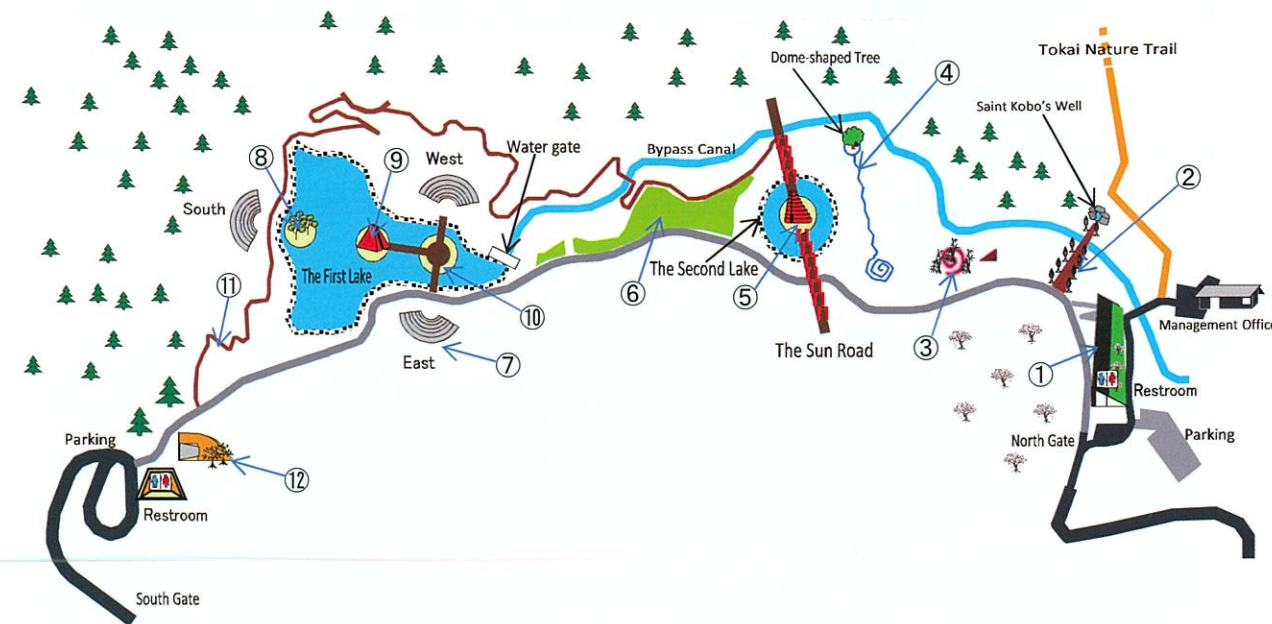 Tokai Nature Trail
Dome-shaped Tree
④
Saint Kobo's Well
⑧
⑨
West
Water gate
Bypass Canal
②
South
The First Lake
The Second Lake
⑪
⑩
⑥
⑤
③
Management Office
East
⑦
The Sun Road
①
Restroom
Parking
North Gate
Parking
⑫
Restroom
South Gate